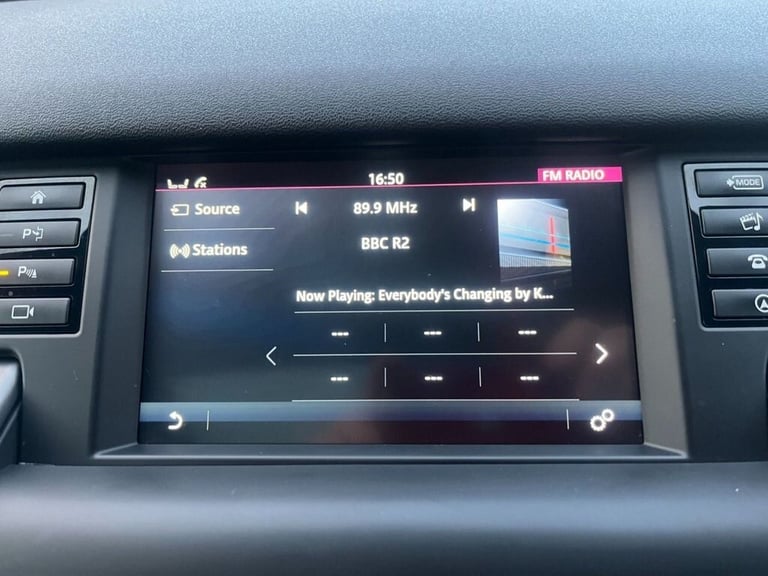 16:50
FM RADIO
Source
89.9 MHz
Stations
BBC R2
Now Playing: Everybody's Changing by K...
--- --- ---
--- --- ---
P
P
MODE